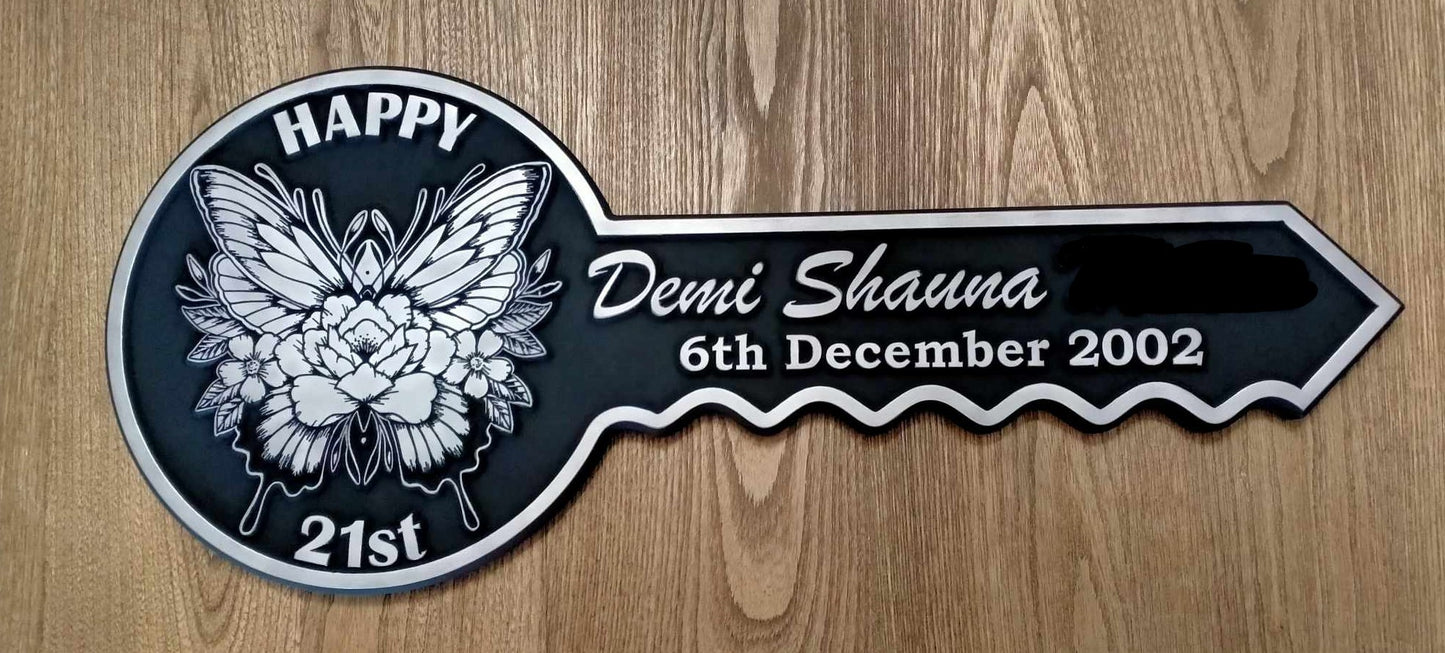 HAPPY
21st
Demi Shauna
6th December 2002